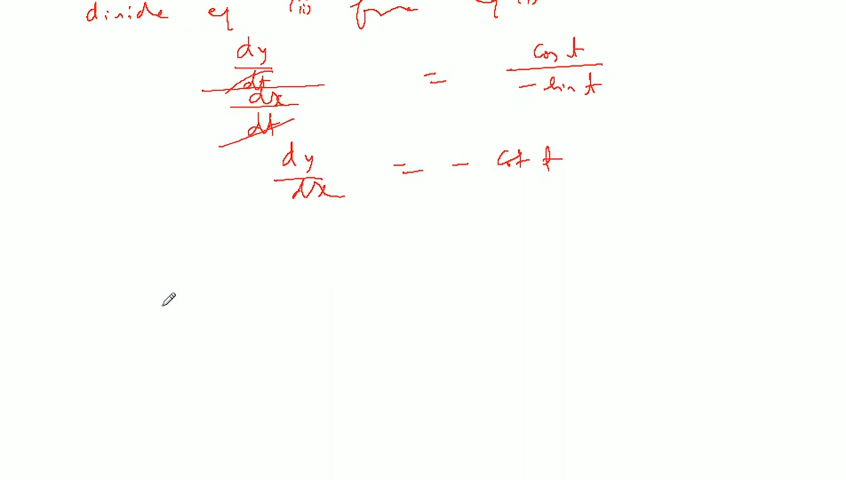 divide eq (ii) from eq (i)
dy/dt / dx/dt = cos t / - sin t
dy/dx = - cot t